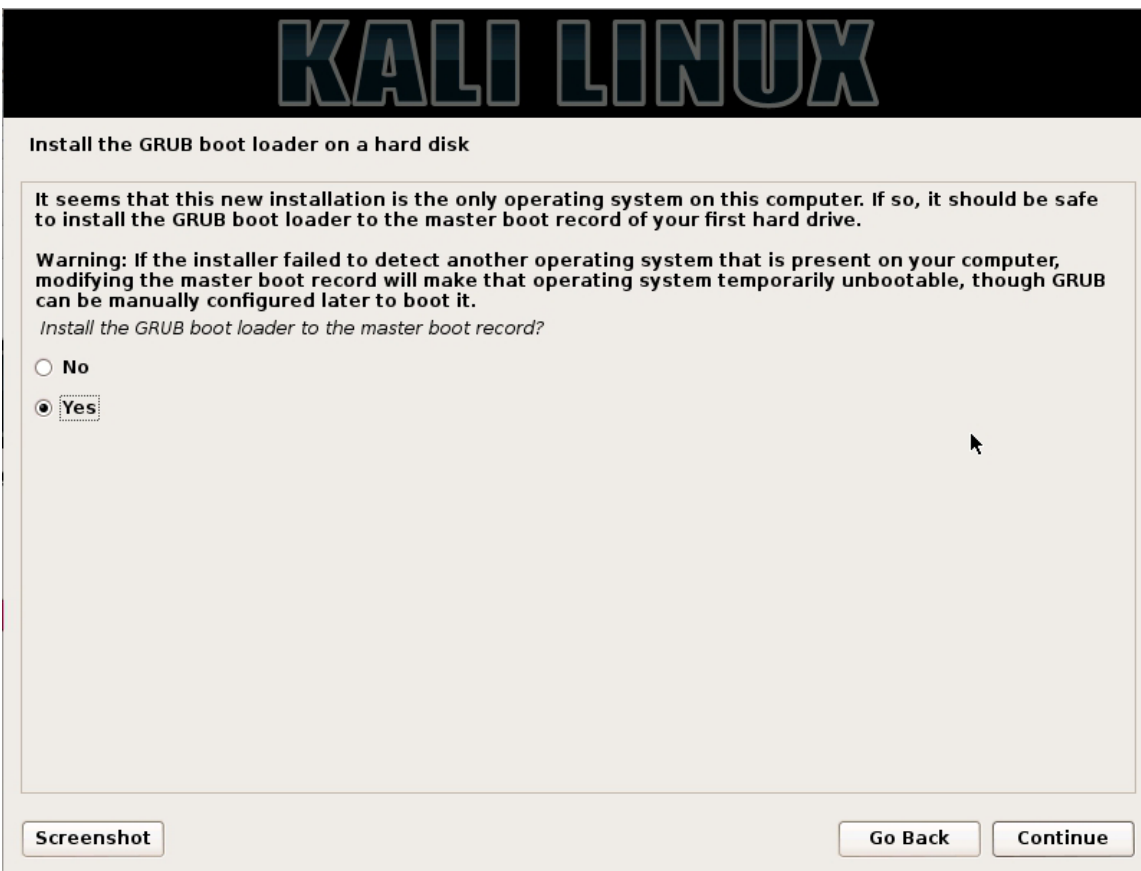 KALI LINUX
Install the GRUB boot loader on a hard disk
It seems that this new installation is the only operating system on this computer. If so, it should be safe
to install the GRUB boot loader to the master boot record of your first hard drive.
Warning: If the installer failed to detect another operating system that is present on your computer,
modifying the master boot record will make that operating system temporarily unbootable, though GRUB
can be manually configured later to boot it.
Install the GRUB boot loader to the master boot record?
No
Yes
Screenshot
Go Back
Continue